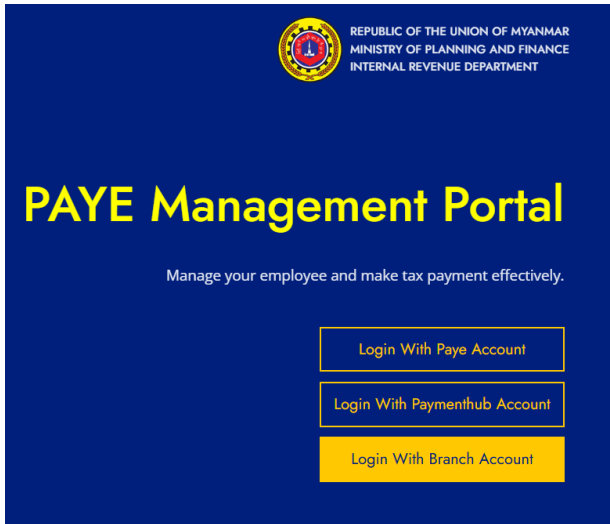 REPUBLIC OF THE UNION OF MYANMAR
MINISTRY OF PLANNING AND FINANCE
INTERNAL REVENUE DEPARTMENT
PAYE Management Portal
Manage your employee and make tax payment effectively.
Login With Paye Account
Login With Paymenthub Account
Login With Branch Account